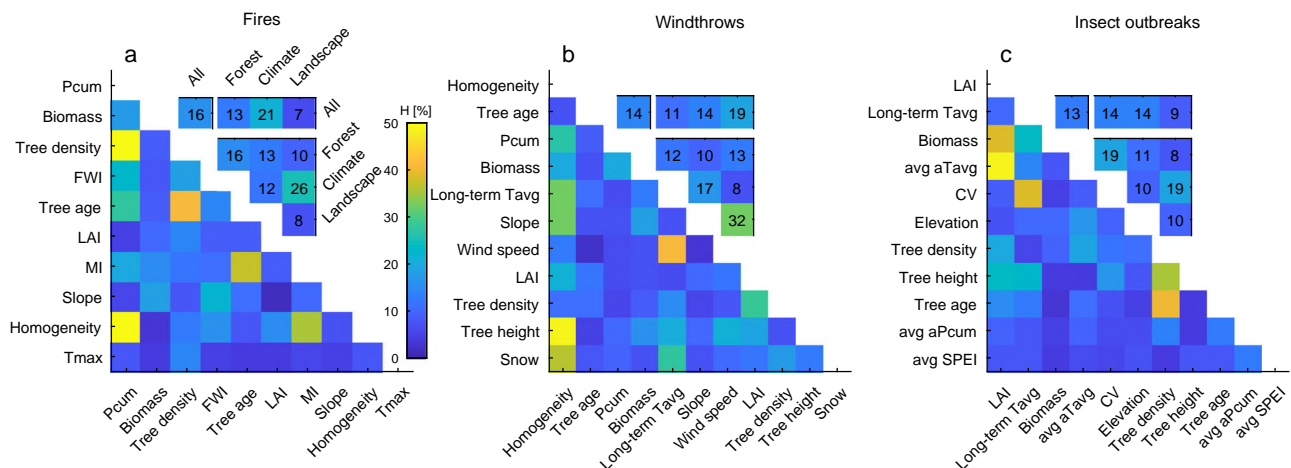 Fires
Windthrows
Insect outbreaks
a
All
Forest
Climate
Landscape
16 13 21 7
All
16 13 10
Forest
12 26
Climate
8
Landscape
H [%]
50
40
30
20
10
0
Pcum
Biomass
Tree density
FWI
Tree age
LAI
MI
Slope
Homogeneity
Tmax
Pcum
Biomass
Tree density
FWI
Tree age
LAI
MI
Slope
Homogeneity
Tmax
b
14 11 14 19
12 10 13
17 8
32
Homogeneity
Tree age
Pcum
Biomass
Long-term Tavg
Slope
Wind speed
LAI
Tree density
Tree height
Snow
Homogeneity
Tree age
Pcum
Biomass
Long-term Tavg
Slope
Wind speed
LAI
Tree density
Tree height
Snow
c
13 14 14 9
19 11 8
10 19
10
LAI
Long-term Tavg
Biomass
avg aTavg
CV
Elevation
Tree density
Tree height
Tree age
avg aPcum
avg SPEI
LAI
Long-term Tavg
Biomass
avg aTavg
CV
Elevation
Tree density
Tree height
Tree age
avg aPcum
avg SPEI